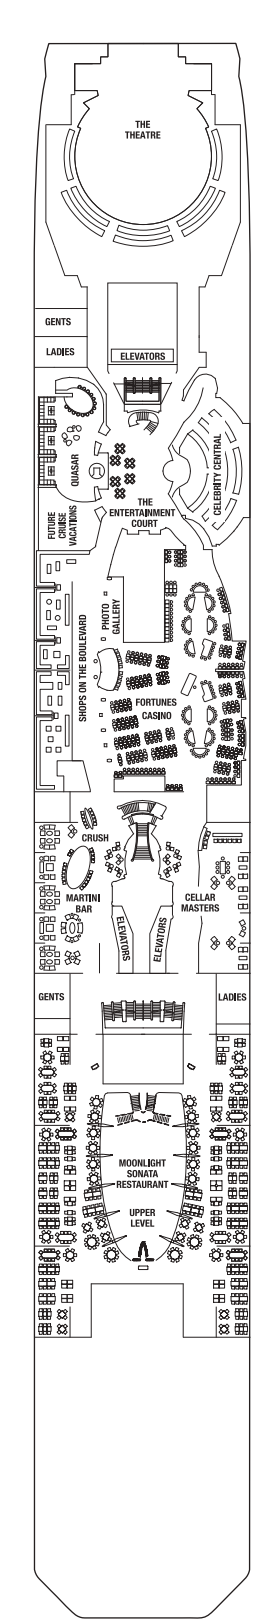 THE
THEATRE
GENTS
LADIES
ELEVATORS
QUASAR
CELEBRITY CENTRAL
FUTURE
CRUISE
VACATIONS
THE
ENTERTAINMENT
COURT
SHOPS ON THE BOULEVARD
PHOTO
GALLERY
FORTUNES
CASINO
CRUSH
MARTINI
BAR
CELLAR
MASTERS
ELEVATORS
ELEVATORS
GENTS
LADIES
MOONLIGHT
SONATA
RESTAURANT
UPPER
LEVEL